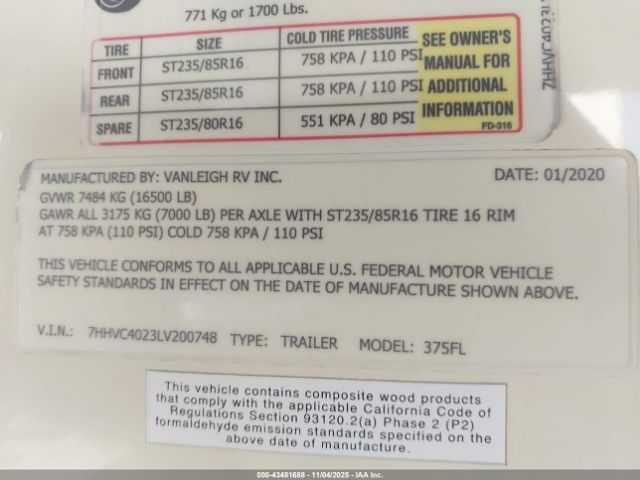 771 Kg or 1700 Lbs.
TIRE SIZE COLD TIRE PRESSURE
FRONT ST235/85R16 758 KPA / 110 PSI
REAR ST235/85R16 758 KPA / 110 PSI
SPARE ST235/80R16 551 KPA / 80 PSI
SEE OWNER'S
MANUAL FOR
ADDITIONAL
INFORMATION
FD-316
MANUFACTURED BY: VANLEIGH RV INC. DATE: 01/2020
GVWR 7484 KG (16500 LB)
GAWR ALL 3175 KG (7000 LB) PER AXLE WITH ST235/85R16 TIRE 16 RIM
AT 758 KPA (110 PSI) COLD 758 KPA / 110 PSI
THIS VEHICLE CONFORMS TO ALL APPLICABLE U.S. FEDERAL MOTOR VEHICLE
SAFETY STANDARDS IN EFFECT ON THE DATE OF MANUFACTURE SHOWN ABOVE.
V.I.N.: 7HHVC4023LV200748 TYPE: TRAILER MODEL: 375FL
This vehicle contains composite wood products
that comply with the applicable California Code of
Regulations Section 93120.2(a) Phase 2 (P2)
formaldehyde emission standards specified on the
above date of manufacture.
000-43481688 - 11/04/2025 - IAA Inc.